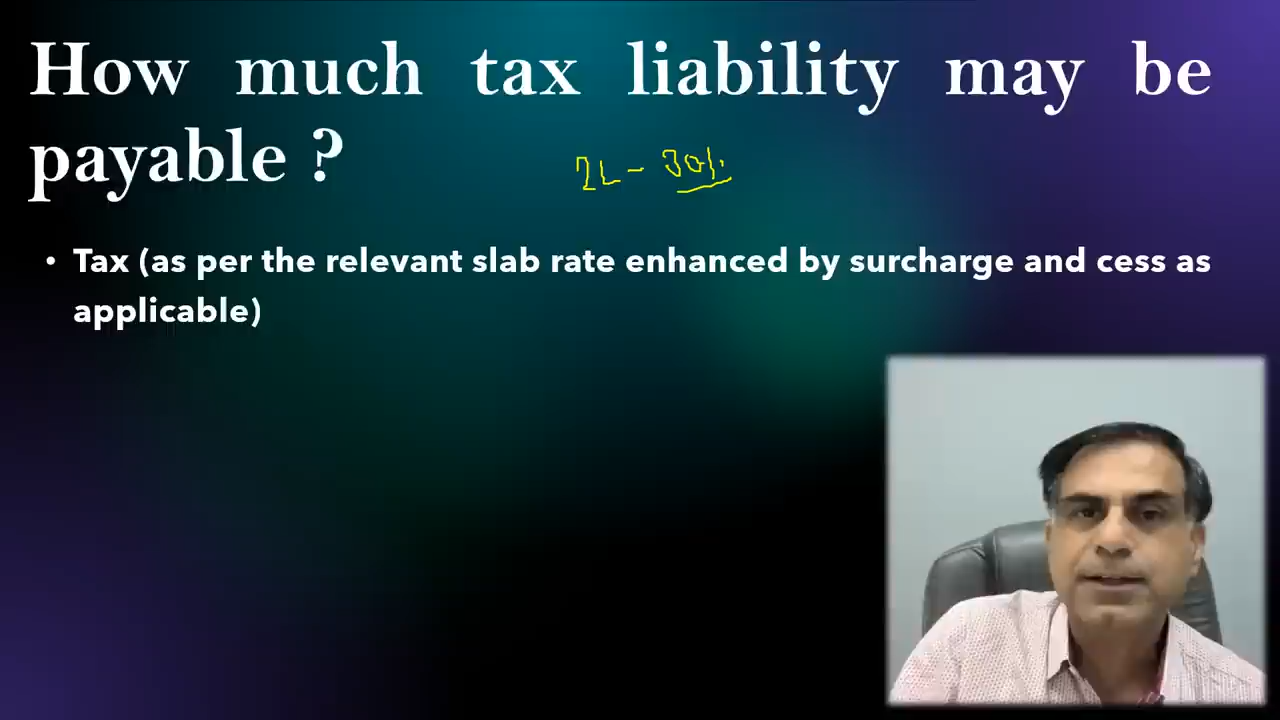 How much tax liability may be
payable ?
2L - 30%
• Tax (as per the relevant slab rate enhanced by surcharge and cess as
applicable)